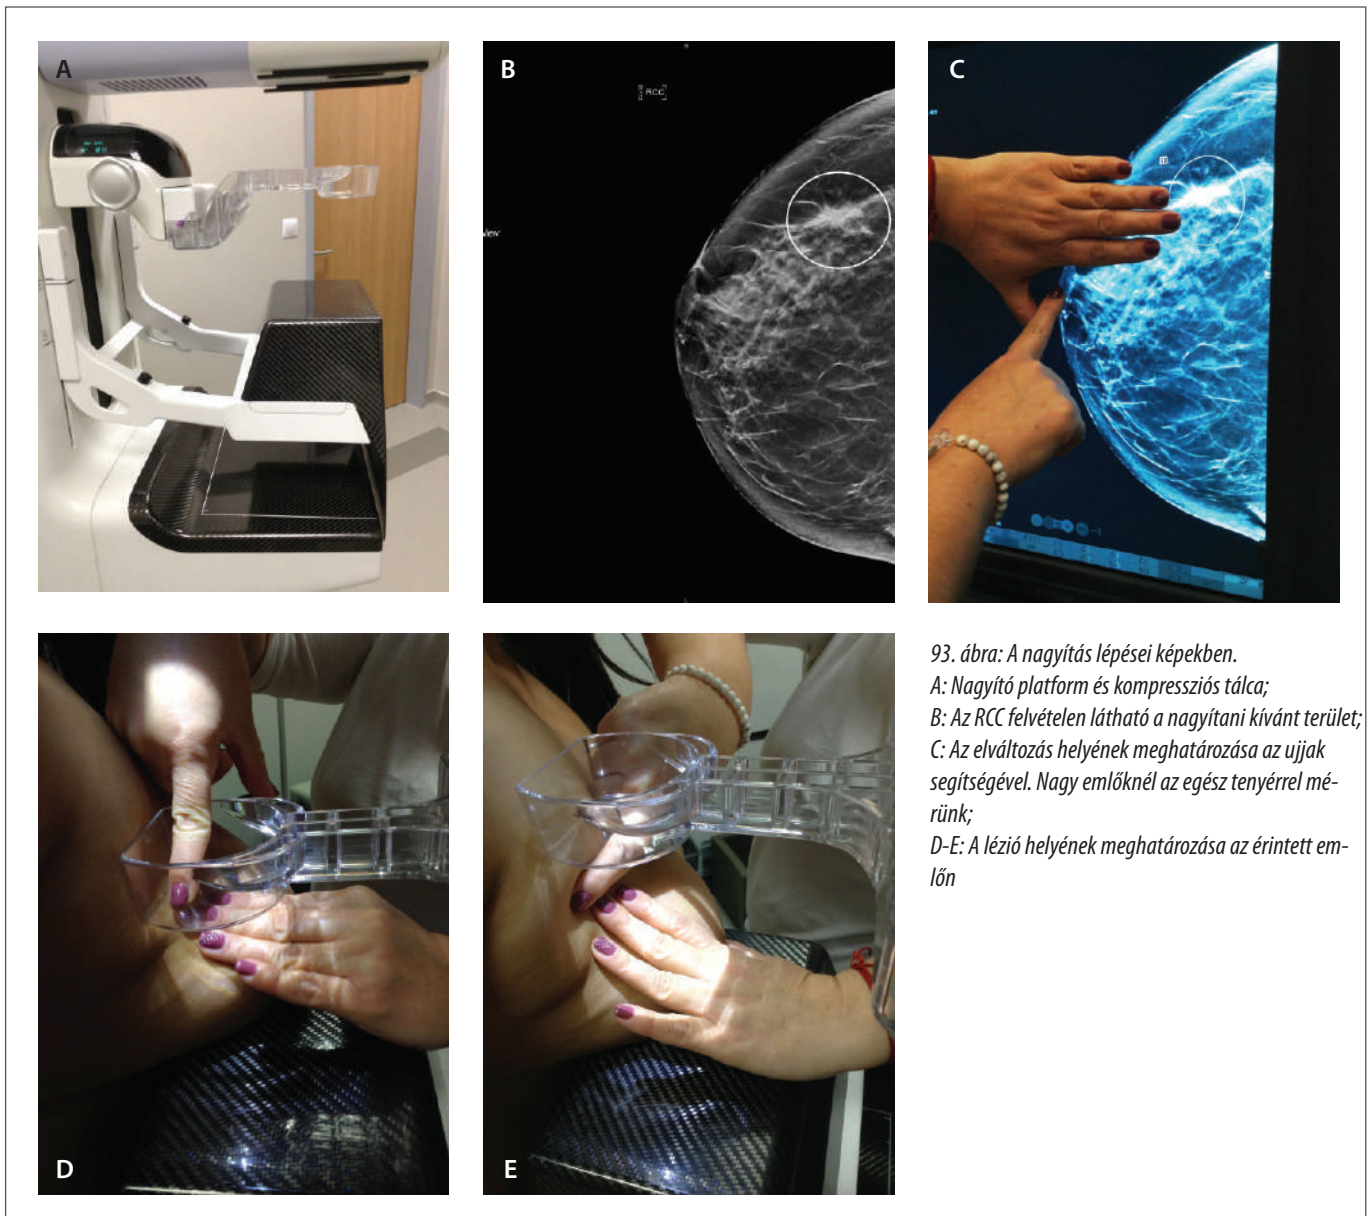 A
B
RCC
view
C
93. ábra: A nagyítás lépései képekben.
A: Nagyító platform és kompressziós tálca;
B: Az RCC felvételen látható a nagyítani kívánt terület;
C: Az elváltozás helyének meghatározása az ujjak
segítségével. Nagy emlőknél az egész tenyérrel mé-
rünk;
D-E: A lézió helyének meghatározása az érintett em-
lőn
D
E